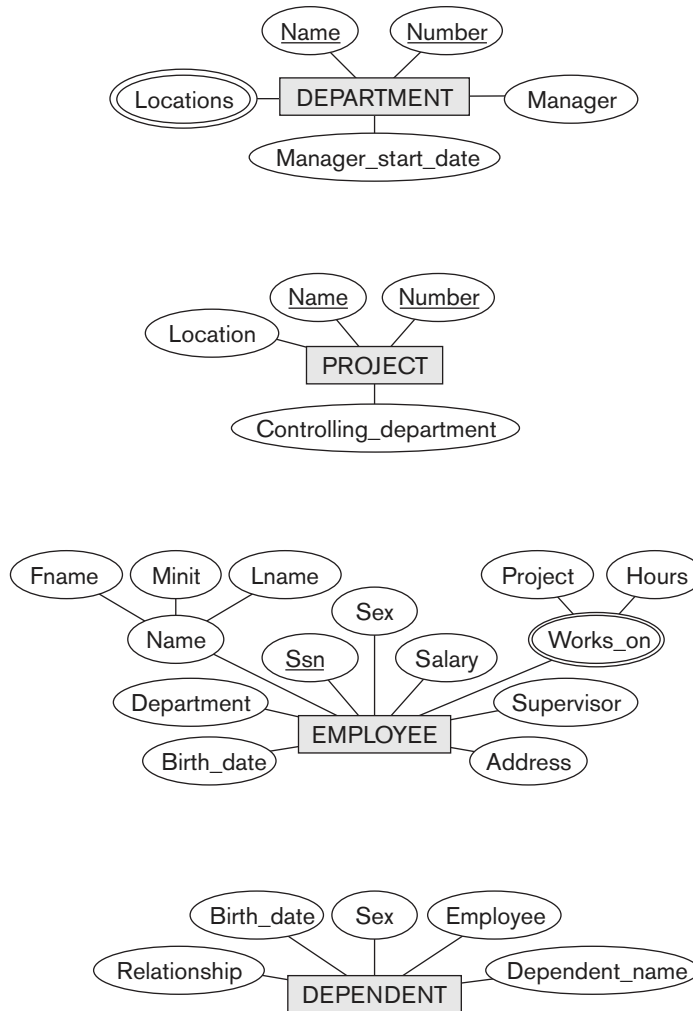 Name Number
Locations DEPARTMENT Manager
Manager_start_date
Name Number
Location
PROJECT
Controlling_department
Fname Minit Lname Project Hours
Sex
Name Works_on
Ssn Salary
Department Supervisor
EMPLOYEE
Birth_date Address
Birth_date Sex Employee
Relationship Dependent_name
DEPENDENT